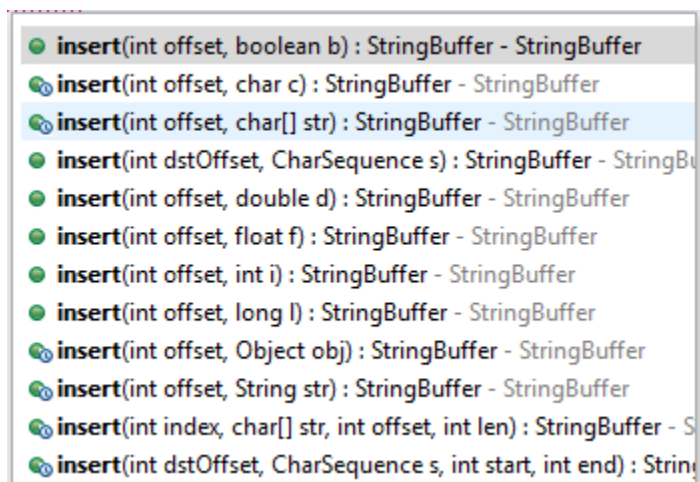 insert(int offset, boolean b) : StringBuffer - StringBuffer
insert(int offset, char c) : StringBuffer - StringBuffer
insert(int offset, char[] str) : StringBuffer - StringBuffer
insert(int dstOffset, CharSequence s) : StringBuffer - StringBu
insert(int offset, double d) : StringBuffer - StringBuffer
insert(int offset, float f) : StringBuffer - StringBuffer
insert(int offset, int i) : StringBuffer - StringBuffer
insert(int offset, long l) : StringBuffer - StringBuffer
insert(int offset, Object obj) : StringBuffer - StringBuffer
insert(int offset, String str) : StringBuffer - StringBuffer
insert(int index, char[] str, int offset, int len) : StringBuffer - S
insert(int dstOffset, CharSequence s, int start, int end) : String